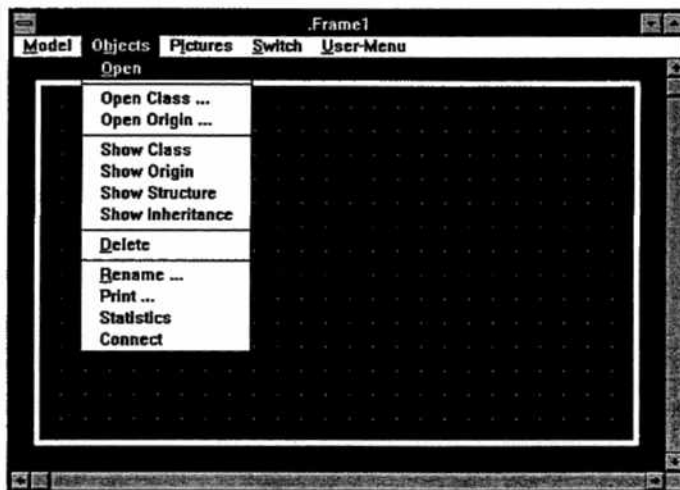 .Frame1
Model Objects Pictures Switch User-Menu
Open
Open Class ...
Open Origin ...
Show Class
Show Origin
Show Structure
Show Inheritance
Delete
Rename ...
Print ...
Statistics
Connect